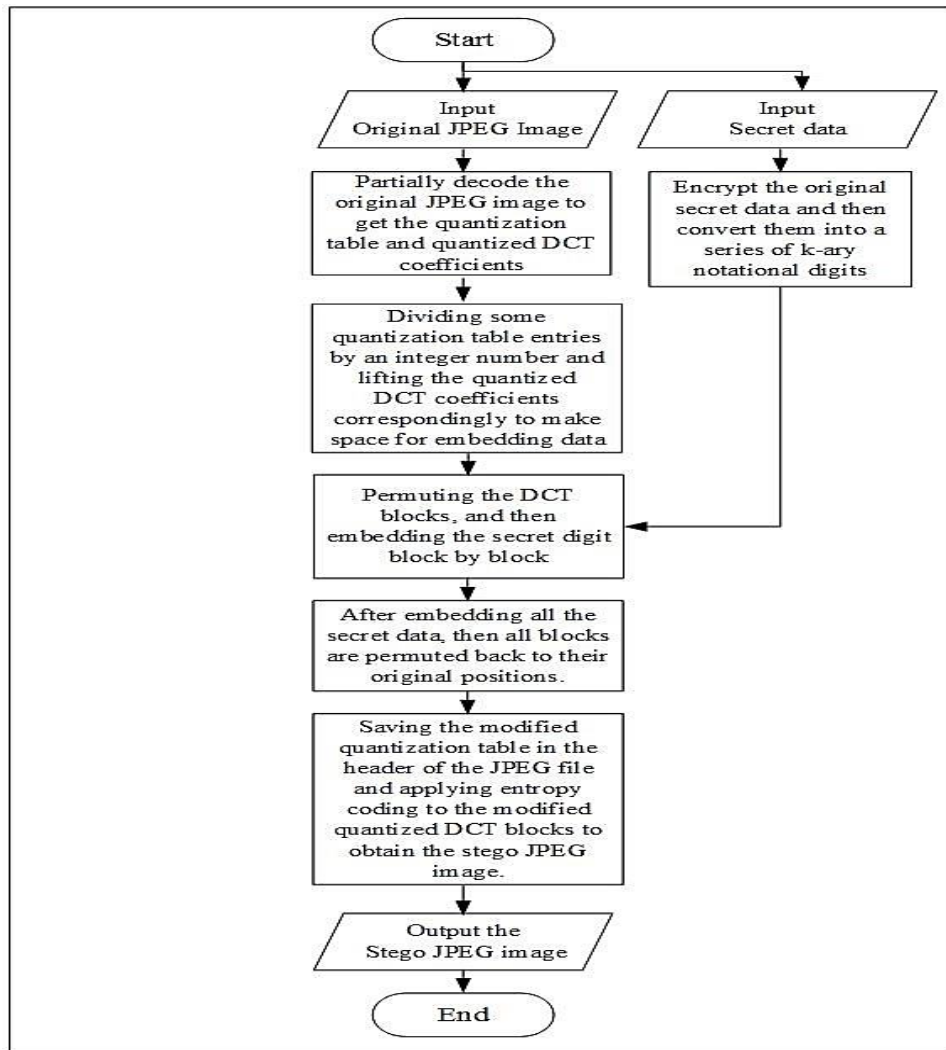 Start
Input
Original JPEG Image
Input
Secret data
Partially decode the
original JPEG image to
get the quantization
table and quantized DCT
coefficients
Encrypt the original
secret data and then
convert them into a
series of k-ary
notational digits
Dividing some
quantization table entries
by an integer number and
lifting the quantized
DCT coefficients
correspondingly to make
space for embedding data
Permuting the DCT
blocks, and then
embedding the secret digit
block by block
After embedding all the
secret data, then all blocks
are permuted back to their
original positions.
Saving the modified
quantization table in the
header of the JPEG file
and applying entropy
coding to the modified
quantized DCT blocks to
obtain the stego JPEG
image.
Output the
Stego JPEG image
End